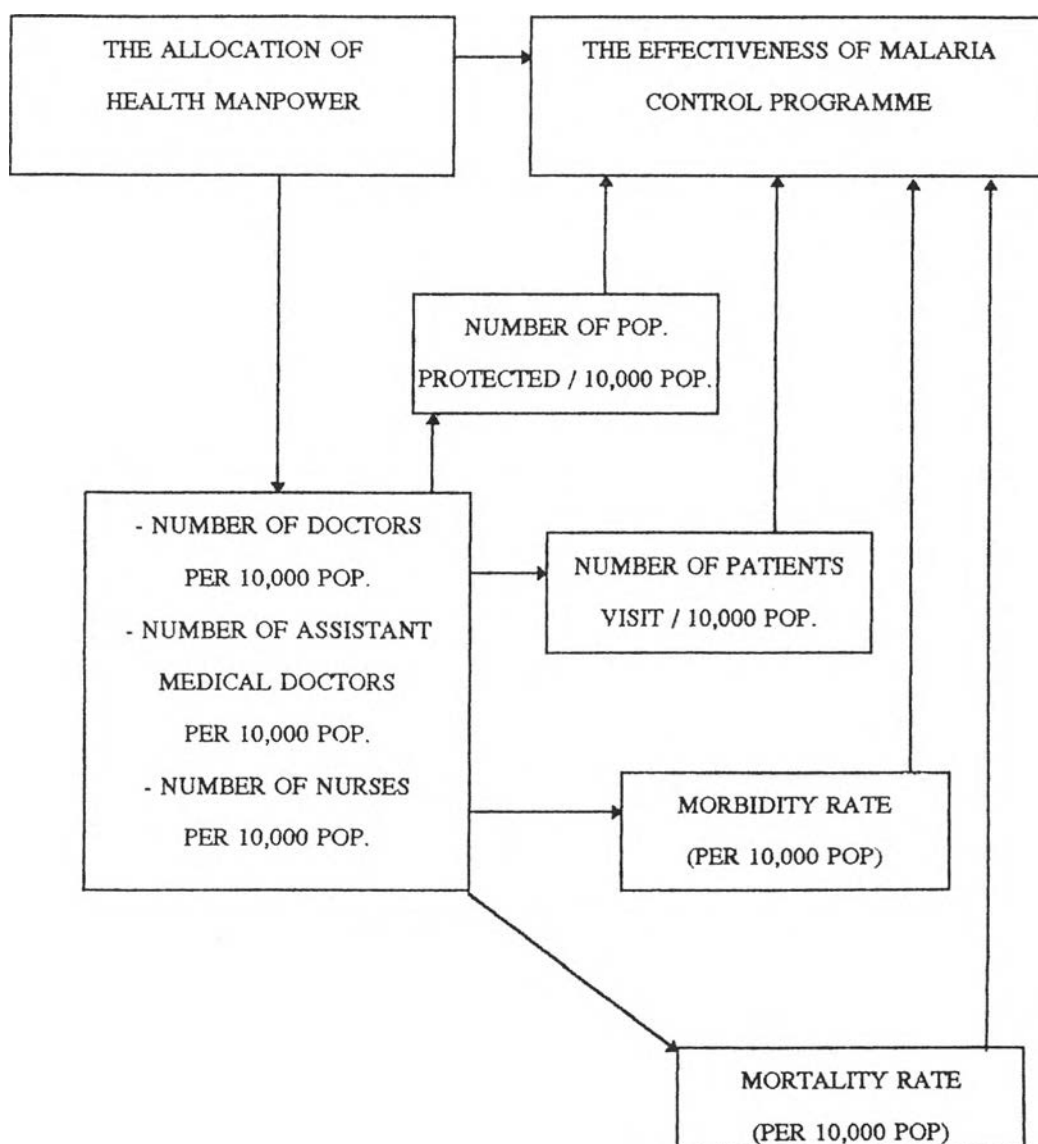 THE ALLOCATION OF
HEALTH MANPOWER
THE EFFECTIVENESS OF MALARIA
CONTROL PROGRAMME
NUMBER OF POP.
PROTECTED / 10,000 POP.
- NUMBER OF DOCTORS
PER 10,000 POP.
- NUMBER OF ASSISTANT
MEDICAL DOCTORS
PER 10,000 POP.
- NUMBER OF NURSES
PER 10,000 POP.
NUMBER OF PATIENTS
VISIT / 10,000 POP.
MORBIDITY RATE
(PER 10,000 POP)
MORTALITY RATE
(PER 10,000 POP)